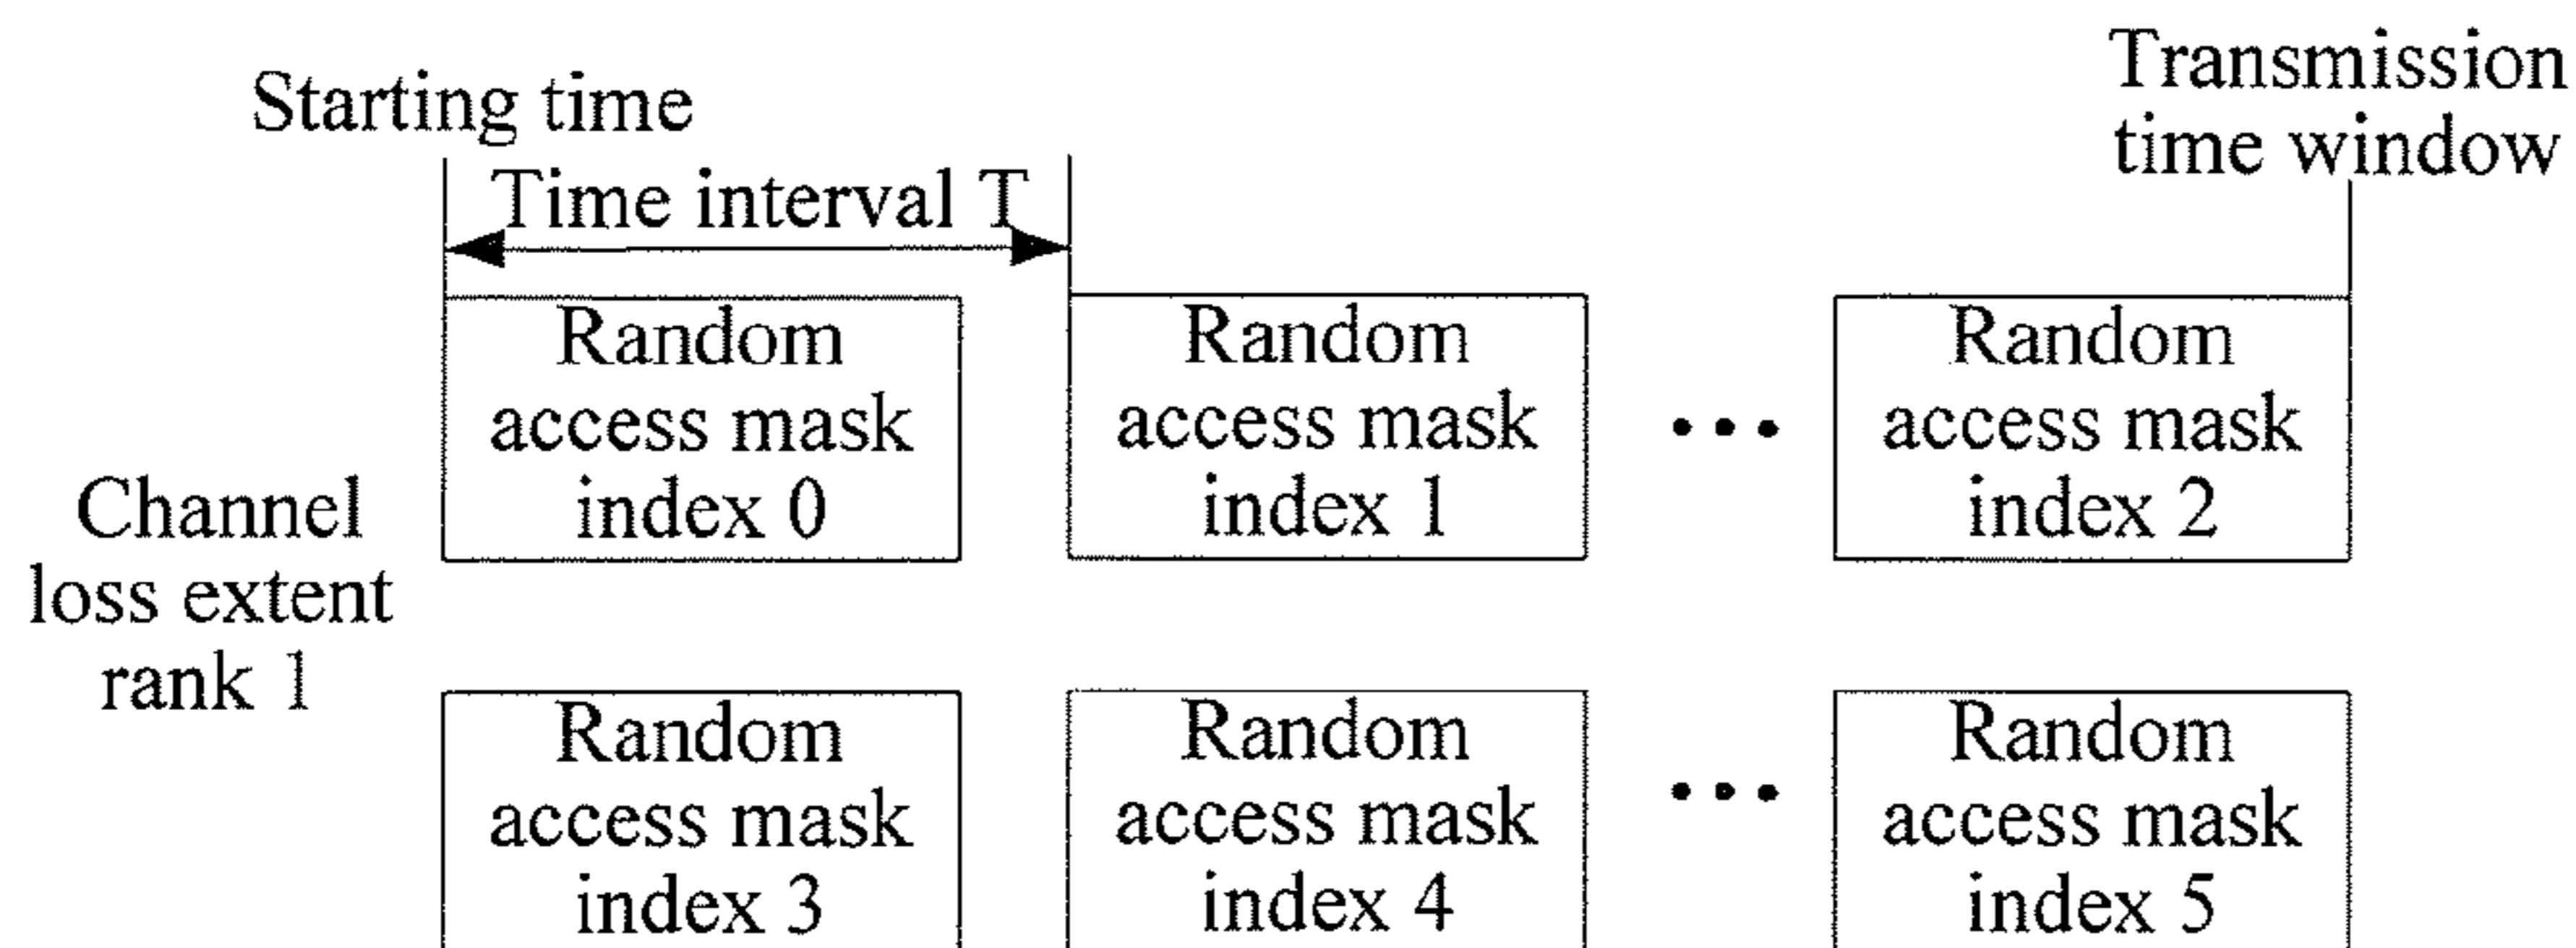 Starting time
Transmission
time window
Time interval T
Random
access mask
index 0
Random
access mask
index 1
•••
Random
access mask
index 2
Channel
loss extent
rank 1
Random
access mask
index 3
Random
access mask
index 4
•••
Random
access mask
index 5